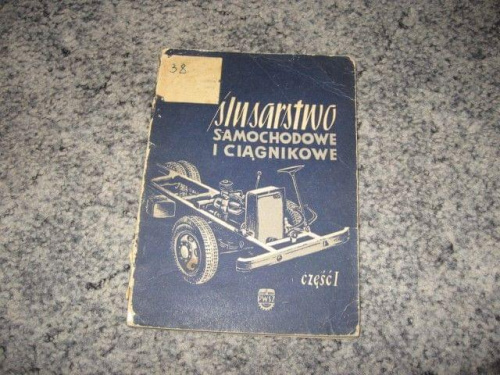 38
ślusarstwo
SAMOCHODOWE
I CIĄGNIKOWE
część I
PWSZ